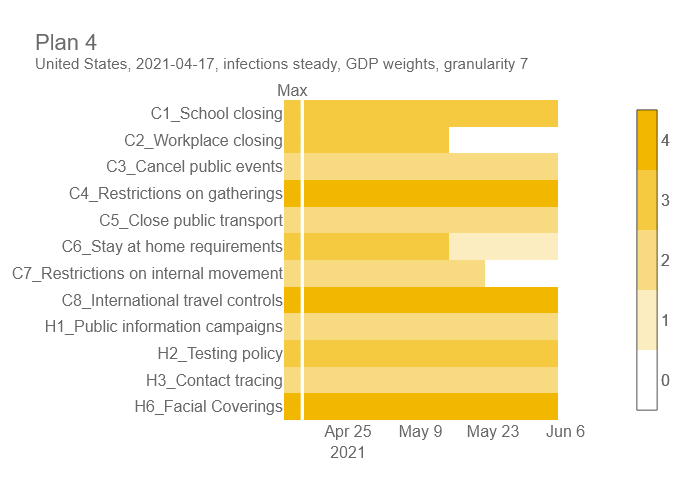 Plan 4
United States, 2021-04-17, infections steady, GDP weights, granularity 7
Max
C1_School closing
C2_Workplace closing
C3_Cancel public events
C4_Restrictions on gatherings
C5_Close public transport
C6_Stay at home requirements
C7_Restrictions on internal movement
C8_International travel controls
H1_Public information campaigns
H2_Testing policy
H3_Contact tracing
H6_Facial Coverings
Apr 25 May 9 May 23 Jun 6
2021
4
3
2
1
0